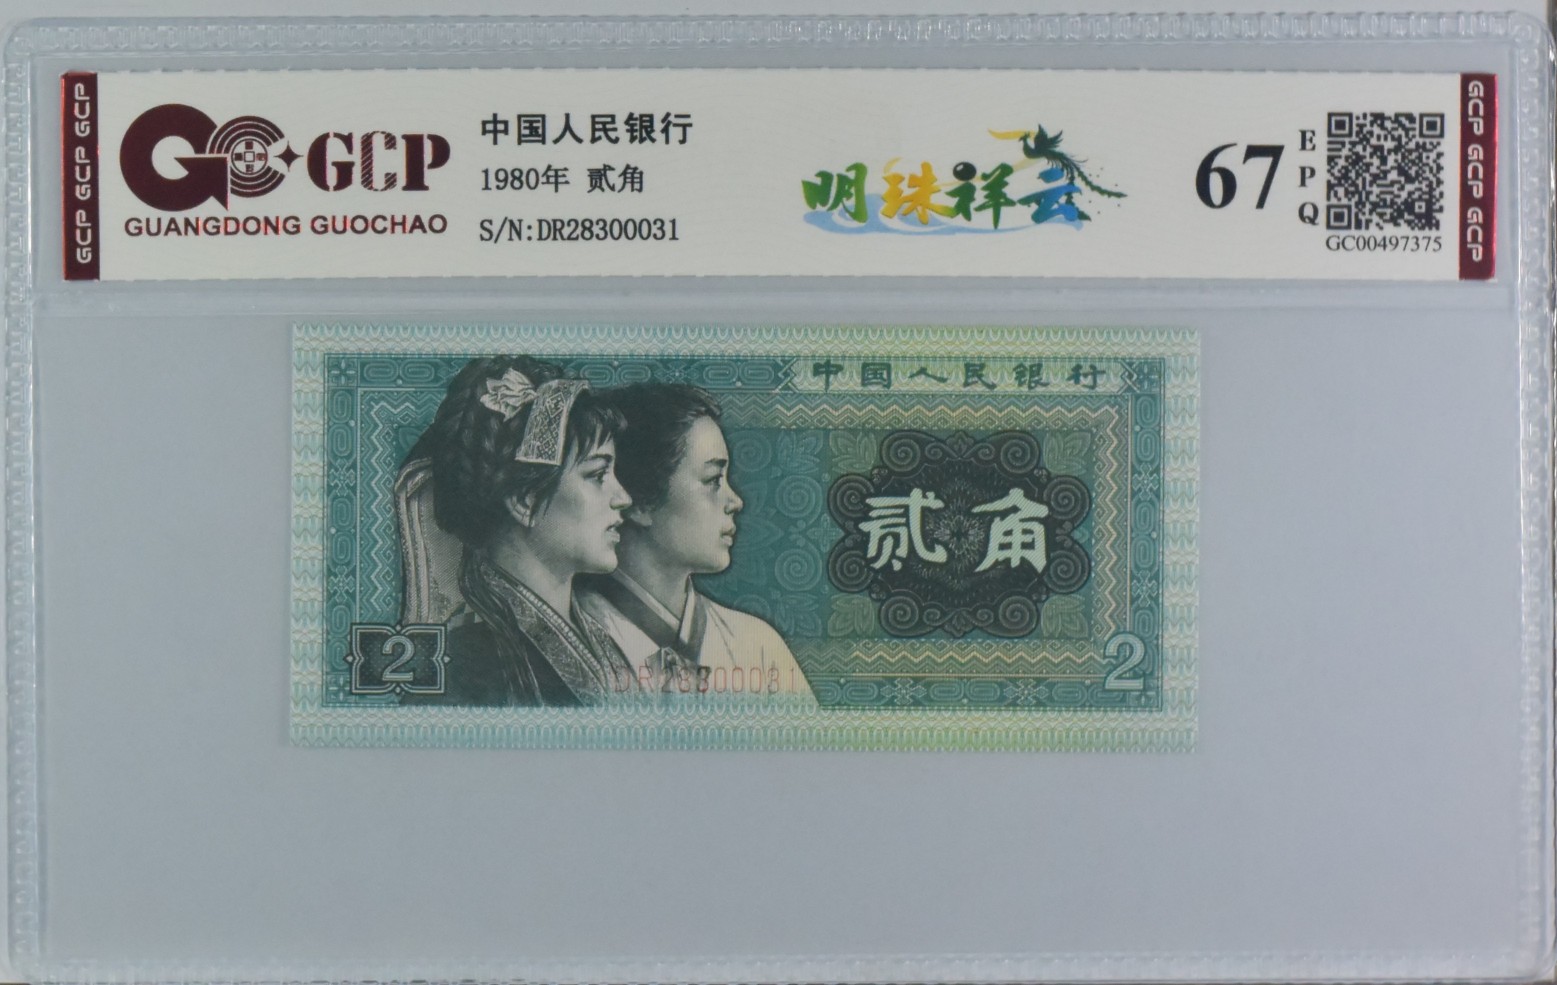 GCP GCP GCP
GCP
GUANGDONG GUOCHAO
中国人民银行
1980年 贰角
S/N:DR28300031
明珠祥云
67
EPQ
GC00497375
GCP GCP GCP
中国人民银行
贰角
2
2
DR28300031